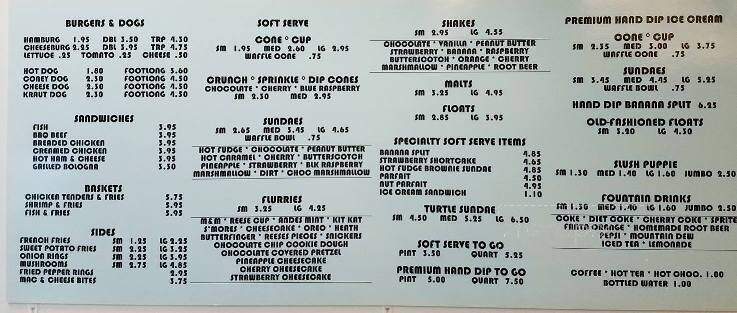 BURGERS & DOGS
HAMBURG 1.95 DBL 3.50 TRP 4.30
CHEESEBURG 2.25 DBL 3.95 TRP 4.75
LETTUCE .25 TOMATO .25 CHEESE .50
HOT DOG 1.80 FOOTLONG 3.60
CONEY DOG 2.50 FOOTLONG 4.50
CHEESE DOG 2.50 FOOTLONG 4.50
KRAUT DOG 2.50 FOOTLONG 4.50
SANDWICHES
FISH 3.95
BBQ BEEF 3.95
BREADED CHICKEN 3.95
CREAMED CHICKEN 3.95
HOT HAM & CHEESE 3.95
GRILLED BOLOGNA 3.50
BASKETS
CHICKEN TENDERS & FRIES 5.75
SHRIMP & FRIES 5.95
FISH & FRIES 5.95
SIDES
FRENCH FRIES SM 1.25 LG 2.25
SWEET POTATO FRIES SM 2.25 LG 3.25
ONION RINGS SM 2.25 LG 3.95
MUSHROOMS SM 2.75 LG 4.85
FRIED PEPPER RINGS 2.95
MAC & CHEESE BITES 3.75
SOFT SERVE
CONE ° CUP
SM 1.95 MED 2.60 LG 2.95
WAFFLE CONE .75
CRUNCH ° SPRINKLE ° DIP CONES
CHOCOLATE * CHERRY * BLUE RASPBERRY
SM 2.50 MED 2.95
SUNDAES
SM 2.65 MED 3.45 LG 4.65
WAFFLE BOWL .75
HOT FUDGE * CHOCOLATE * PEANUT BUTTER
HOT CARAMEL * CHERRY * BUTTERSCOTCH
PINEAPPLE * STRAWBERRY * BLK RASPBERRY
MARSHMALLOW * DIRT * CHOC MARSHMALLOW
FLURRIES
SM 3.25 LG 4.25
M&M * REESE CUP * ANDES MINT * KIT KAT
S'MORES * CHEESECAKE * OREO * HEATH
BUTTERFINGER * REESES PIECES * SNICKERS
CHOCOLATE CHIP COOKIE DOUGH
CHOCOLATE COVERED PRETZEL
PINEAPPLE CHEESECAKE
CHERRY CHEESECAKE
STRAWBERRY CHEESECAKE
SHAKES
SM 2.95 LG 4.55
CHOCOLATE * VANILLA * PEANUT BUTTER
STRAWBERRY * BANANA * RASPBERRY
BUTTERSCOTCH * ORANGE * CHERRY
MARSHMALLOW * PINEAPPLE * ROOT BEER
MALTS
SM 3.25 LG 4.95
FLOATS
SM 2.85 LG 3.95
SPECIALTY SOFT SERVE ITEMS
BANANA SPLIT 4.85
STRAWBERRY SHORTCAKE 4.65
HOT FUDGE BROWNIE SUNDAE 4.85
PARFAIT 4.50
NUT PARFAIT 4.95
ICE CREAM SANDWICH 1.10
TURTLE SUNDAE
SM 4.50 MED 5.25 LG 6.50
SOFT SERVE TO GO
PINT 3.50 QUART 5.25
PREMIUM HAND DIP TO GO
PINT 5.00 QUART 7.50
PREMIUM HAND DIP ICE CREAM
CONE ° CUP
SM 2.35 MED 3.00 LG 3.75
WAFFLE CONE .75
SUNDAES
SM 3.45 MED 4.45 LG 5.25
WAFFLE BOWL .75
HAND DIP BANANA SPLIT 6.25
OLD-FASHIONED FLOATS
SM 3.20 LG 4.30
SLUSH PUPPIE
SM 1.30 MED 1.40 LG 1.60 JUMBO 2.50
FOUNTAIN DRINKS
SM 1.30 MED 1.40 LG 1.60 JUMBO 2.50
COKE * DIET COKE * CHERRY COKE * SPRITE
FANTA ORANGE * HOMEMADE ROOT BEER
PEPSI * MOUNTAIN DEW
ICED TEA * LEMONADE
COFFEE * HOT TEA * HOT CHOC. 1.00
BOTTLED WATER 1.00